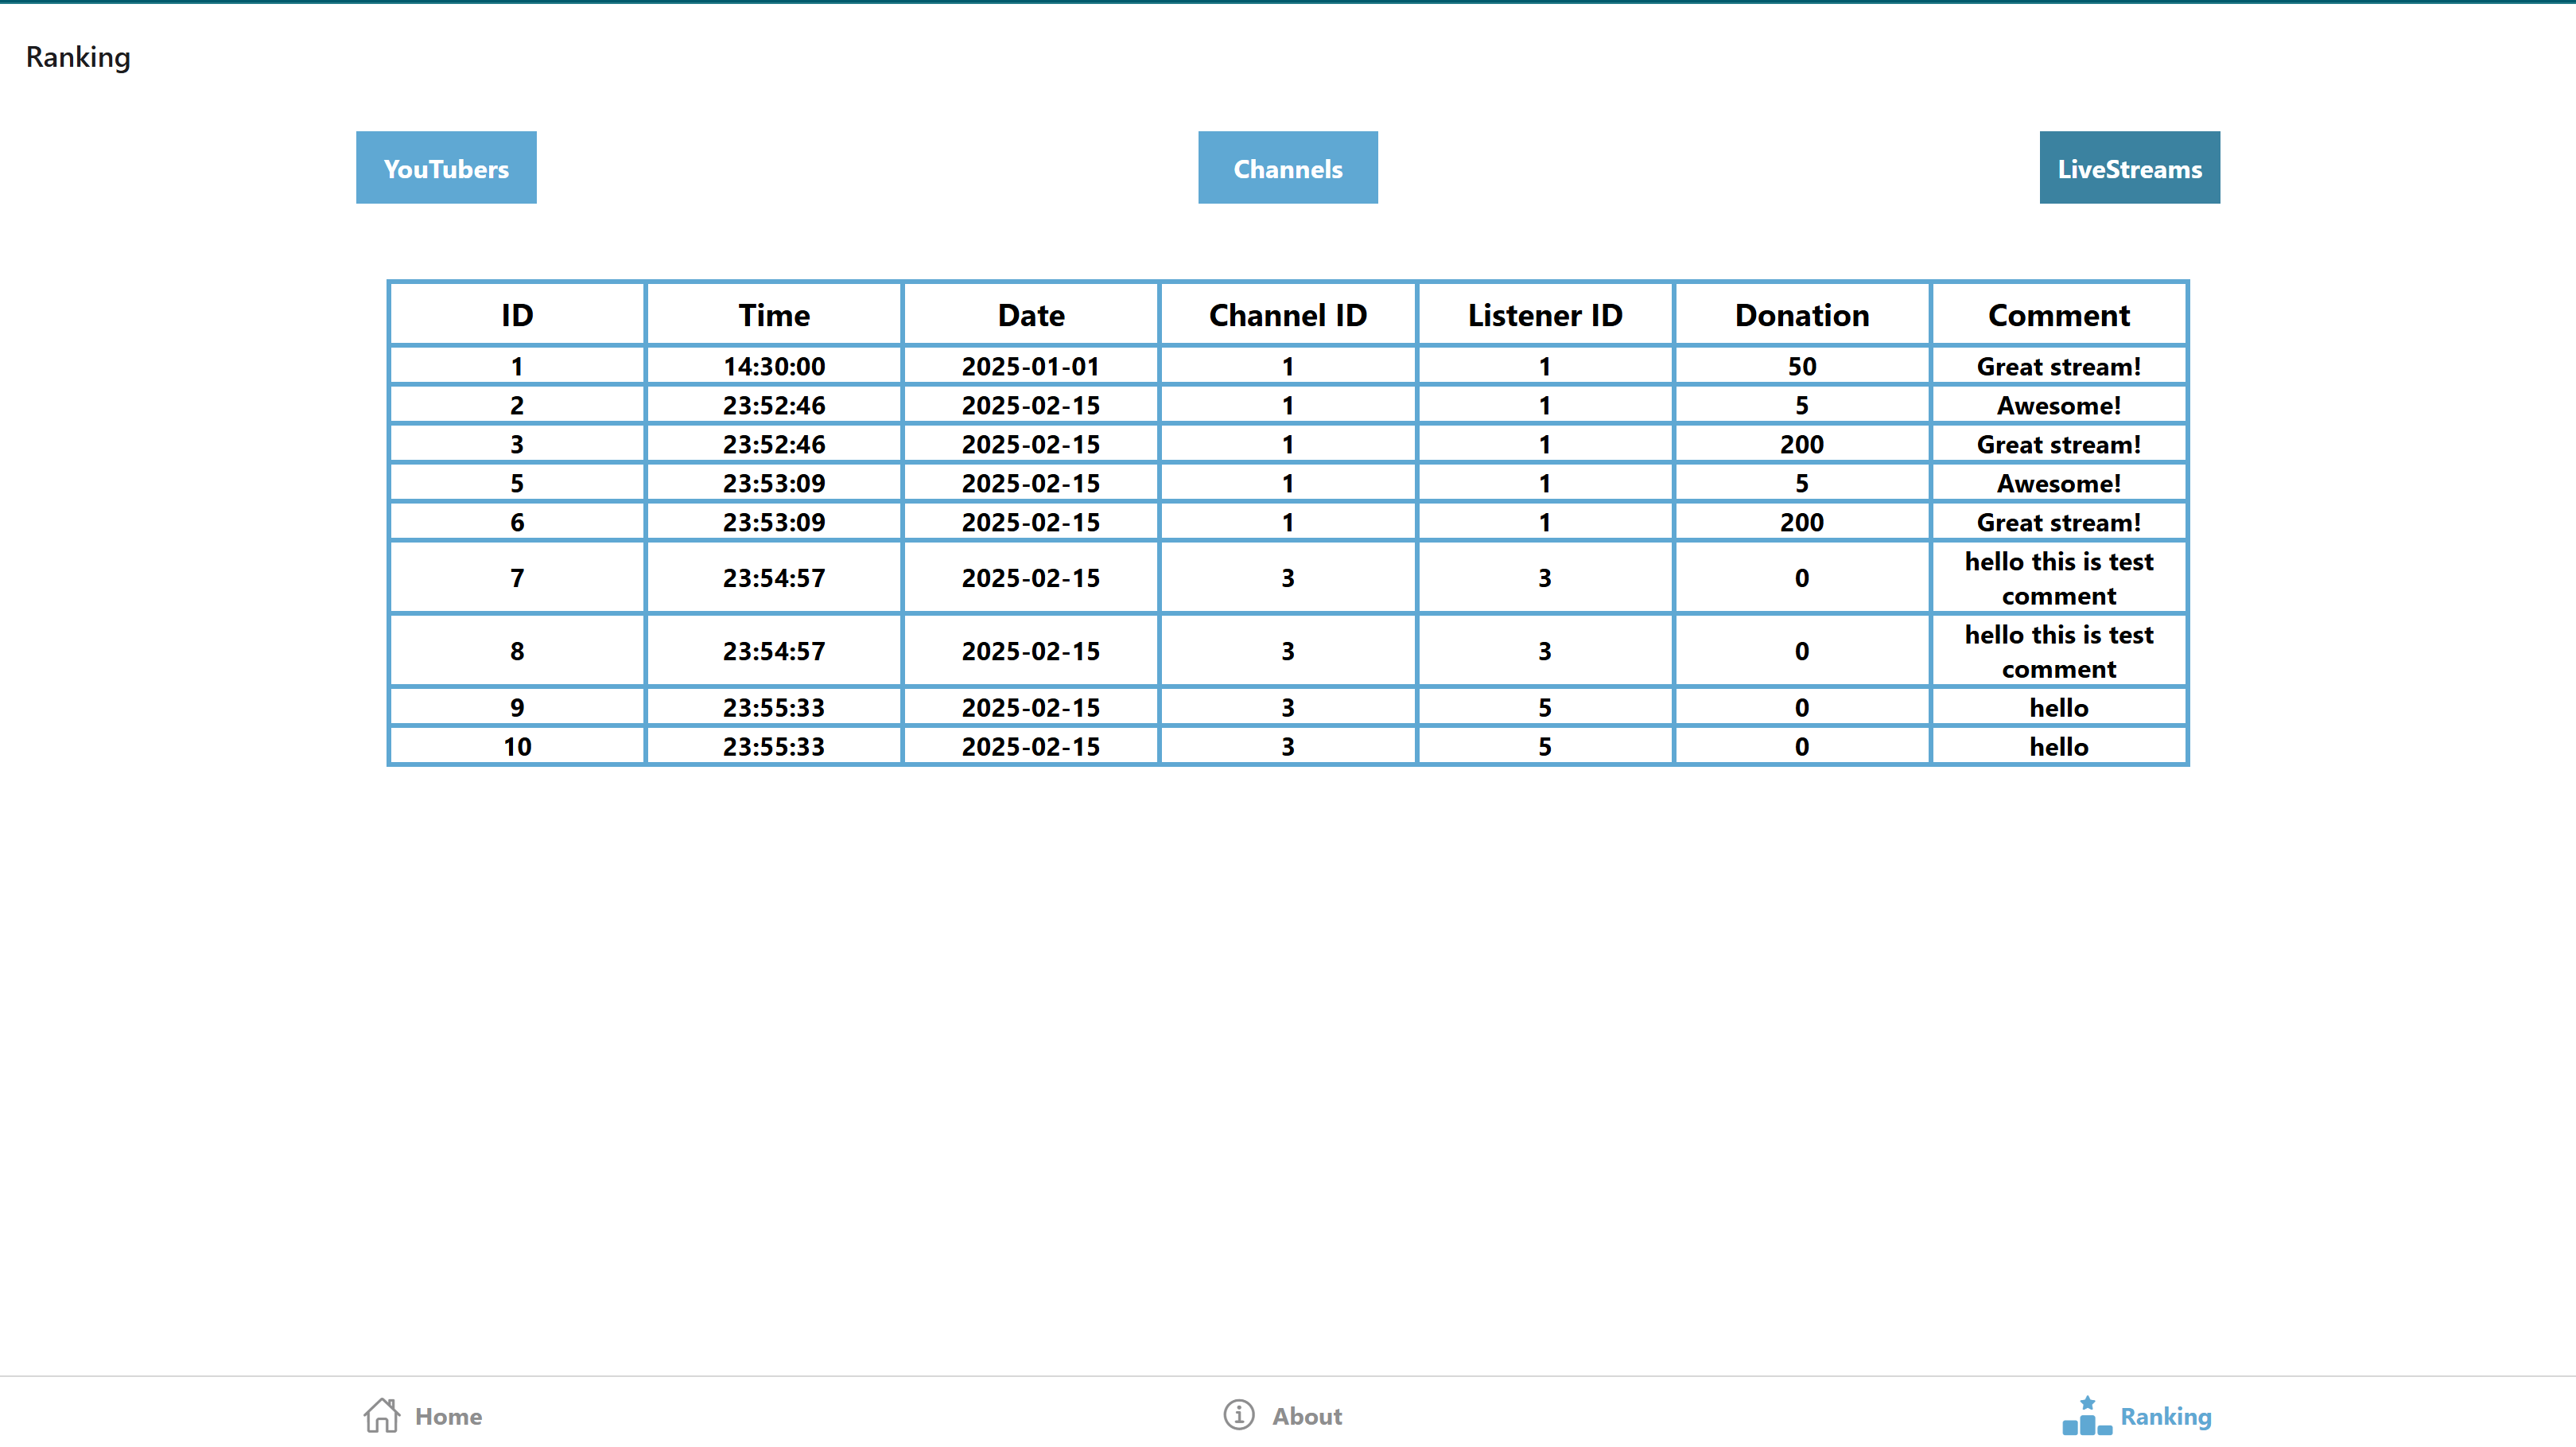 Ranking
YouTubers Channels LiveStreams
ID Time Date Channel ID Listener ID Donation Comment
1 14:30:00 2025-01-01 1 1 50 Great stream!
2 23:52:46 2025-02-15 1 1 5 Awesome!
3 23:52:46 2025-02-15 1 1 200 Great stream!
5 23:53:09 2025-02-15 1 1 5 Awesome!
6 23:53:09 2025-02-15 1 1 200 Great stream!
7 23:54:57 2025-02-15 3 3 0 hello this is test
comment
8 23:54:57 2025-02-15 3 3 0 hello this is test
comment
9 23:55:33 2025-02-15 3 5 0 hello
10 23:55:33 2025-02-15 3 5 0 hello
Home About Ranking